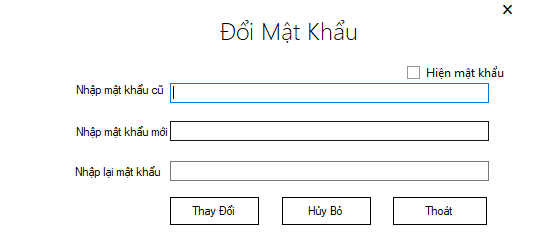 Đổi Mật Khẩu
Hiện mật khẩu
Nhập mật khẩu cũ
Nhập mật khẩu mới
Nhập lại mật khẩu
Thay Đổi Hủy Bỏ Thoát